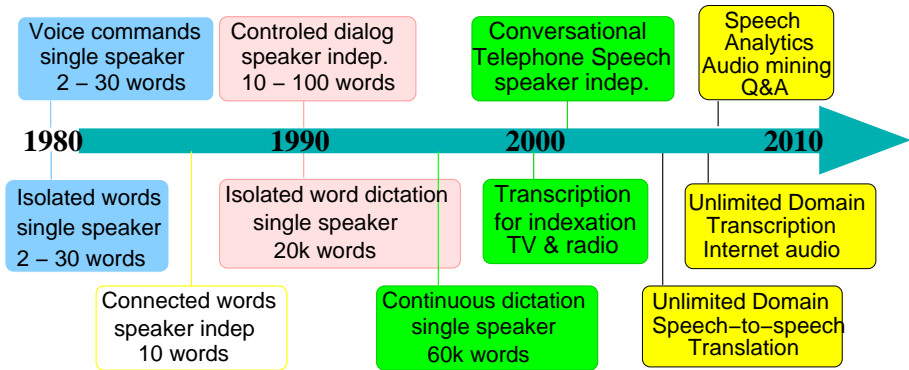 Voice commands
single speaker
2 – 30 words
Controled dialog
speaker indep.
10 – 100 words
Conversational
Telephone Speech
speaker indep.
Speech
Analytics
Audio mining
Q&A
1980
1990
2000
2010
Isolated words
single speaker
2 – 30 words
Isolated word dictation
single speaker
20k words
Transcription
for indexation
TV & radio
Unlimited Domain
Transcription
Internet audio
Connected words
speaker indep
10 words
Continuous dictation
single speaker
60k words
Unlimited Domain
Speech−to−speech
Translation